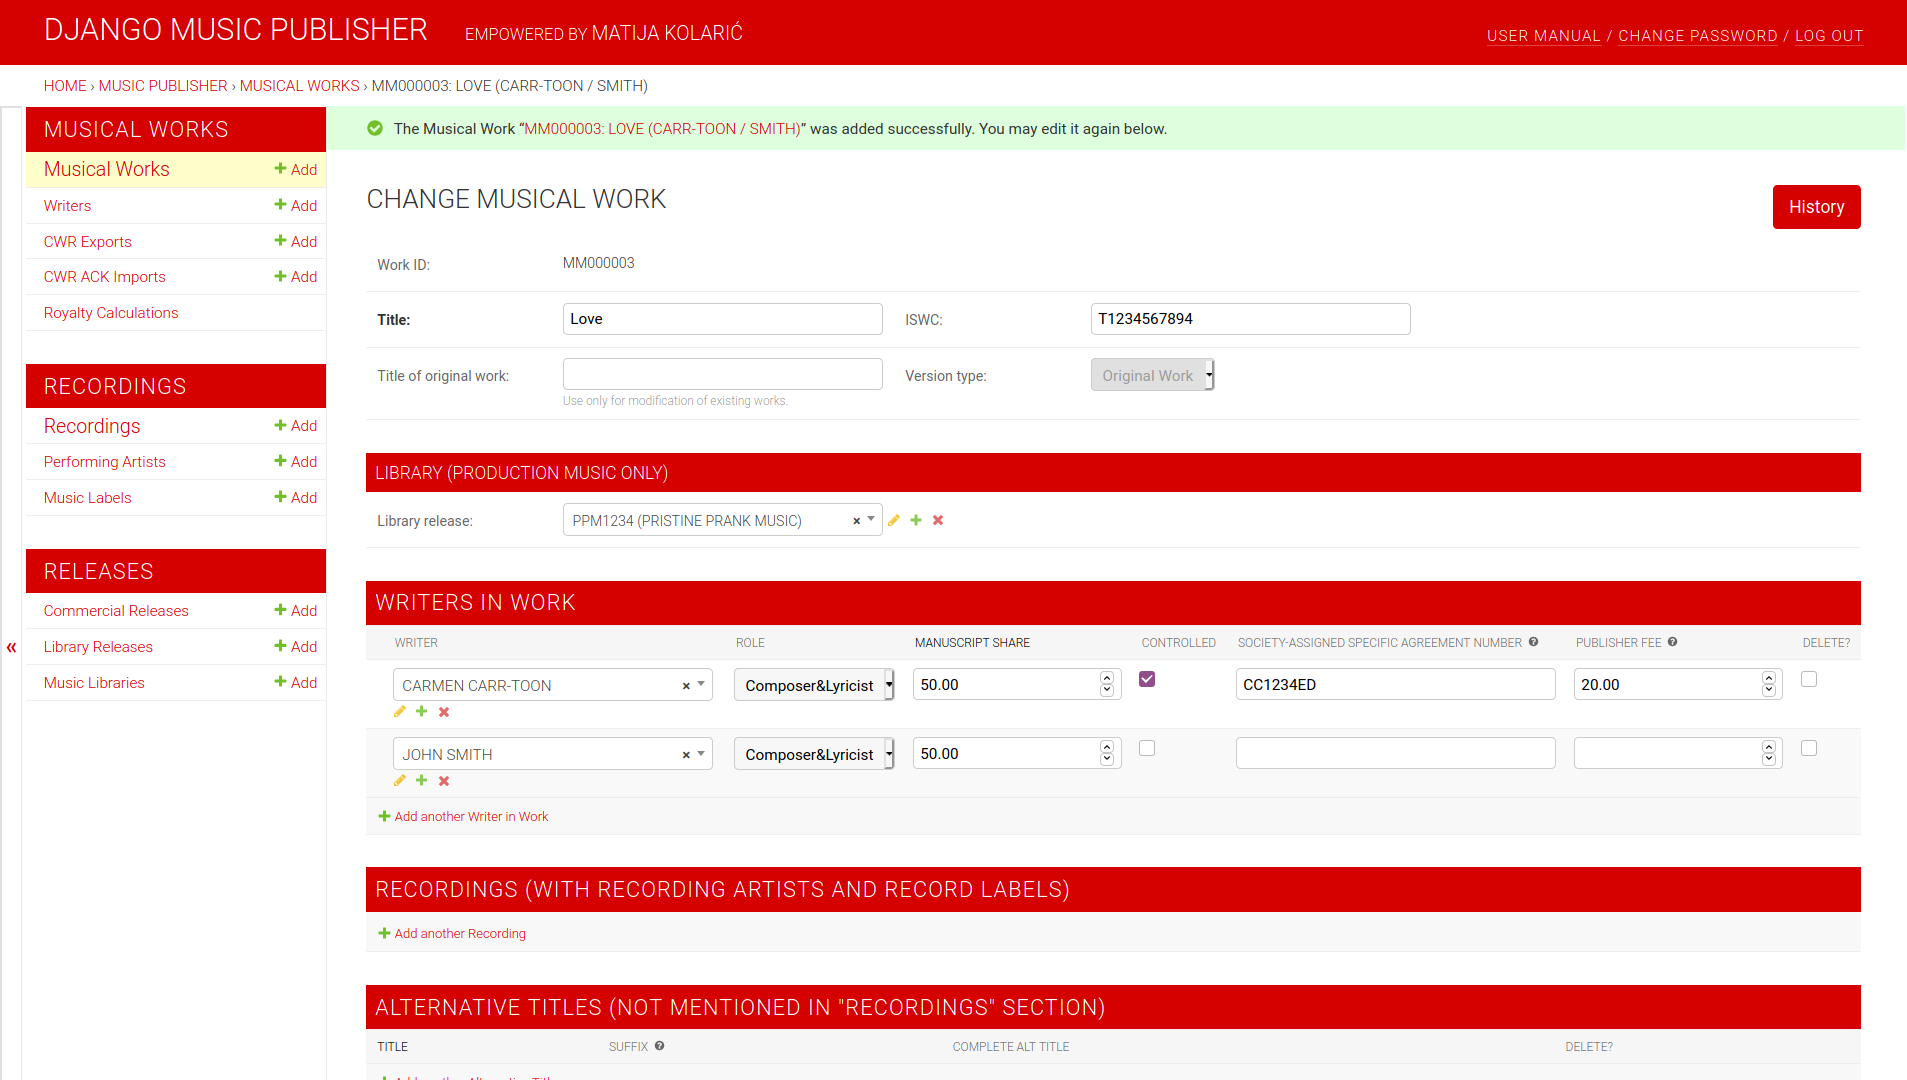 DJANGO MUSIC PUBLISHER EMPOWERED BY MATIJA KOLARIĆ
USER MANUAL / CHANGE PASSWORD / LOG OUT
HOME › MUSIC PUBLISHER › MUSICAL WORKS › MM000003: LOVE (CARR-TOON / SMITH)
«
MUSICAL WORKS
Musical Works Add
Writers Add
CWR Exports Add
CWR ACK Imports Add
Royalty Calculations
RECORDINGS
Recordings Add
Performing Artists Add
Music Labels Add
RELEASES
Commercial Releases Add
Library Releases Add
Music Libraries Add
The Musical Work “MM000003: LOVE (CARR-TOON / SMITH)” was added successfully. You may edit it again below.
CHANGE MUSICAL WORK
History
Work ID: MM000003
Title: Love ISWC: T1234567894
Title of original work: Version type: Original Work
Use only for modification of existing works.
LIBRARY (PRODUCTION MUSIC ONLY)
Library release: PPM1234 (PRISTINE PRANK MUSIC) ×
WRITERS IN WORK
WRITER ROLE MANUSCRIPT SHARE CONTROLLED SOCIETY-ASSIGNED SPECIFIC AGREEMENT NUMBER PUBLISHER FEE DELETE?
CARMEN CARR-TOON × Composer&Lyricist 50.00 CC1234ED 20.00
JOHN SMITH × Composer&Lyricist 50.00
Add another Writer in Work
RECORDINGS (WITH RECORDING ARTISTS AND RECORD LABELS)
Add another Recording
ALTERNATIVE TITLES (NOT MENTIONED IN "RECORDINGS" SECTION)
TITLE SUFFIX COMPLETE ALT TITLE DELETE?